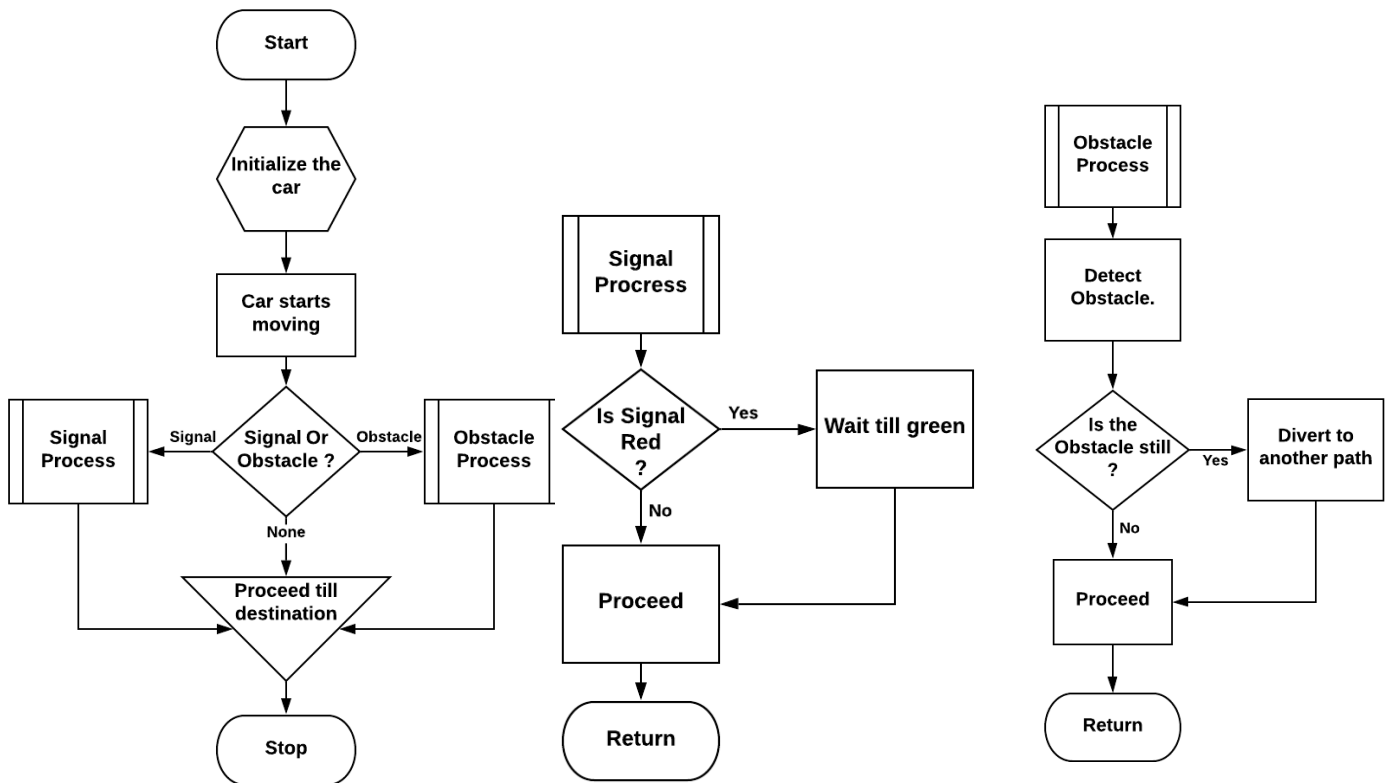 Start
Initialize the
car
Car starts
moving
Signal Or
Obstacle ?
Signal
Signal
Process
Obstacle
Obstacle
Process
None
Proceed till
destination
Stop
Signal
Procress
Is Signal
Red
?
Yes
Wait till green
No
Proceed
Return
Obstacle
Process
Detect
Obstacle.
Is the
Obstacle still
?
Yes
Divert to
another path
No
Proceed
Return